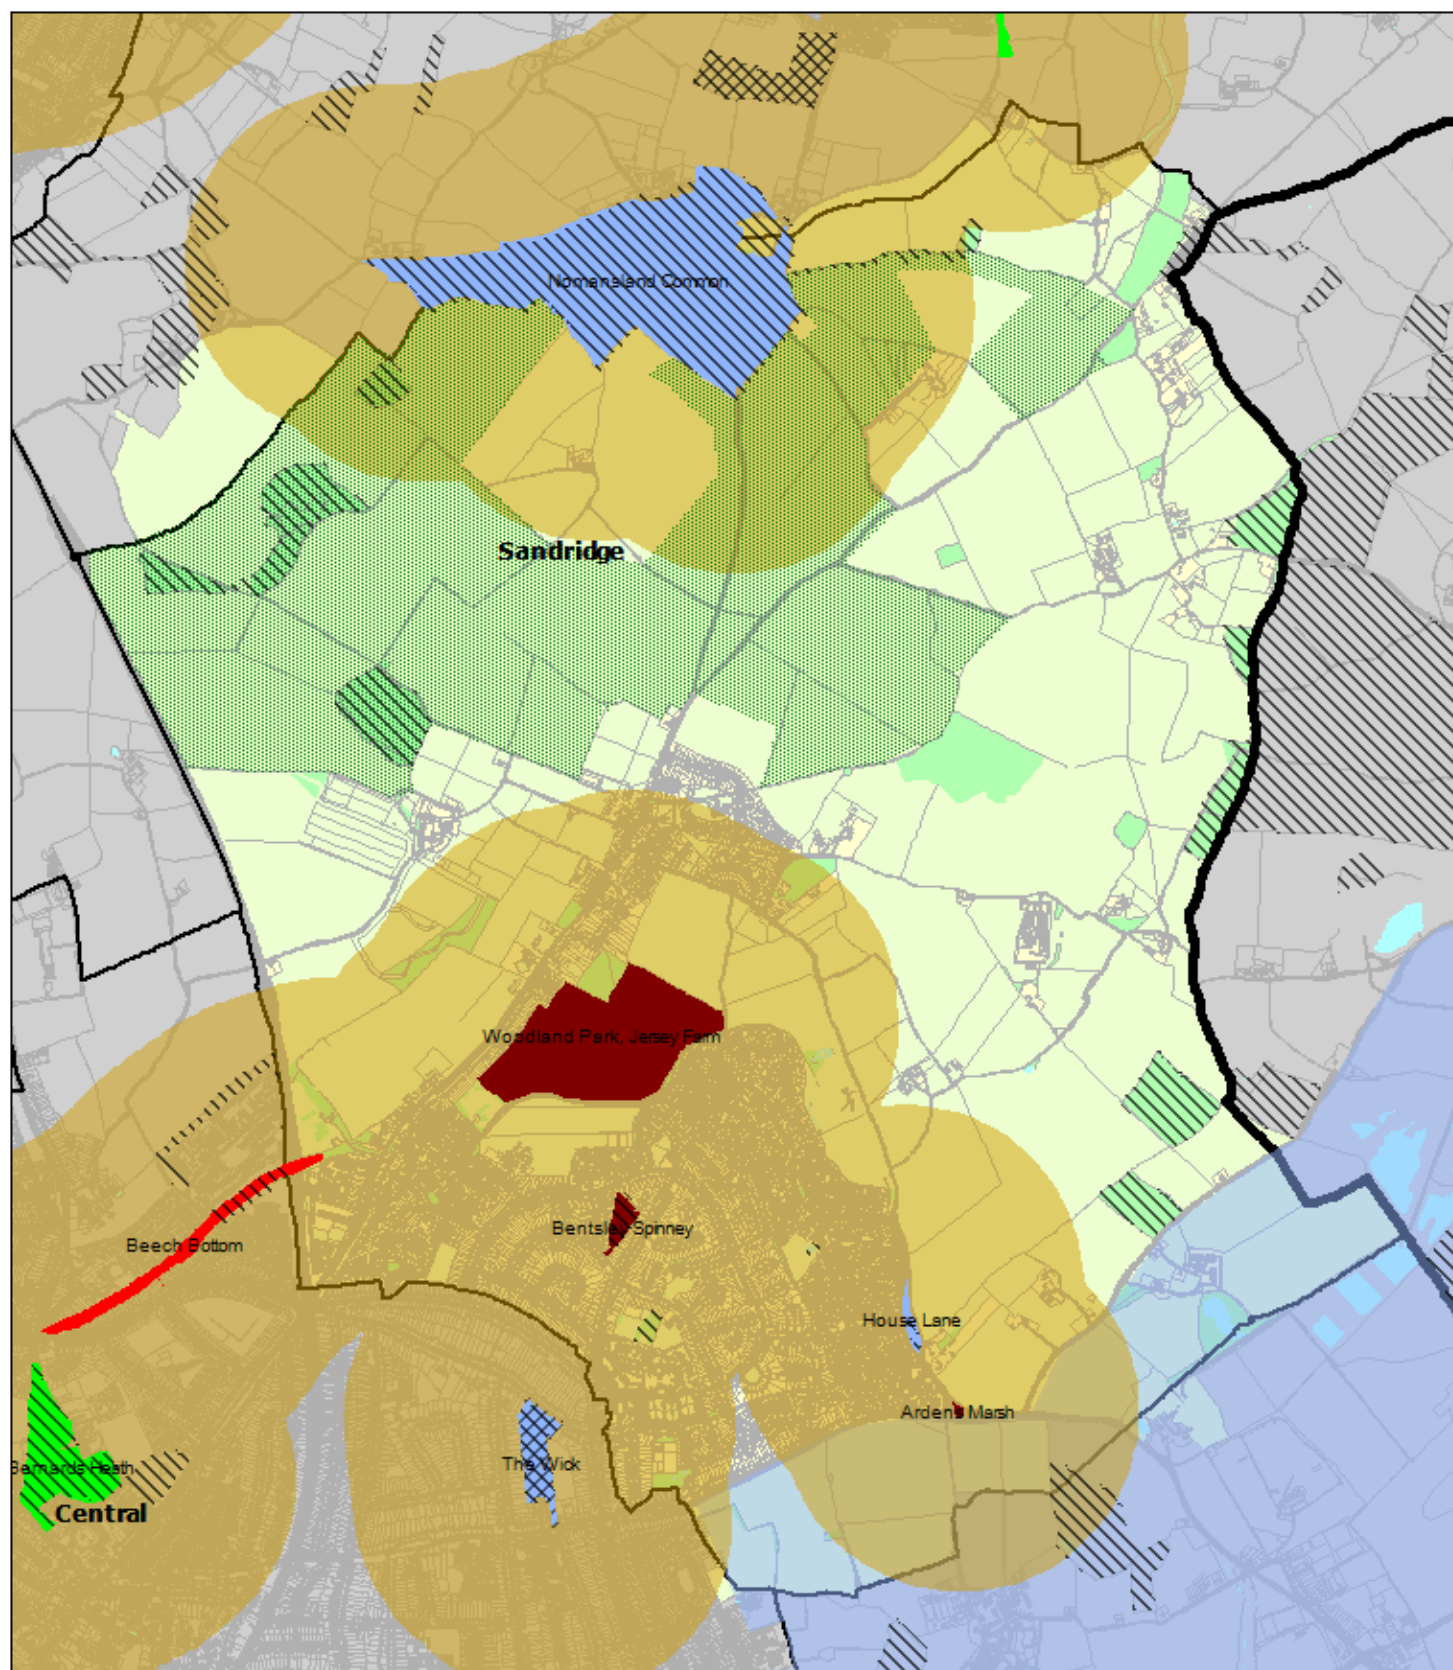 Nomansland Common
Sandridge
Woodland Park, Jersey Farm
Bentsley Spinney
Beech Bottom
House Lane
Ardens Marsh
The Wick
Bernards Heath
Central